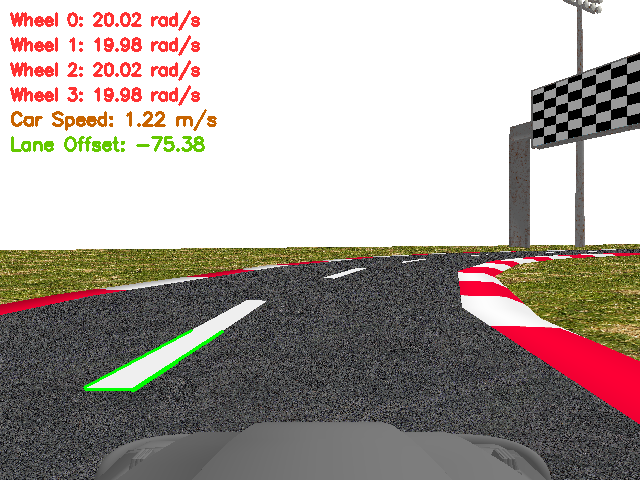 Wheel 0: 20.02 rad/s
Wheel 1: 19.98 rad/s
Wheel 2: 20.02 rad/s
Wheel 3: 19.98 rad/s
Car Speed: 1.22 m/s
Lane Offset: -75.38